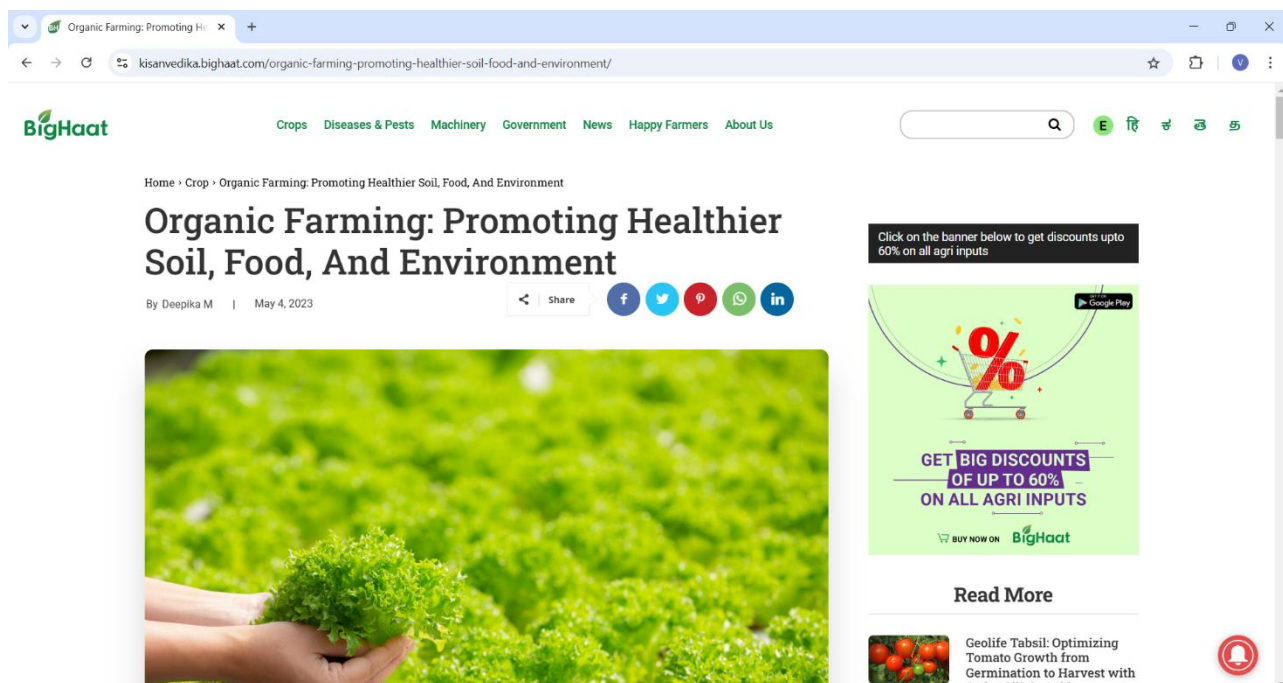 Organic Farming: Promoting He
kisanvedika.bighaat.com/organic-farming-promoting-healthier-soil-food-and-environment/
V
BigHaat
Crops Diseases & Pests Machinery Government News Happy Farmers About Us
E हि ಕ తె த
Home › Crop › Organic Farming: Promoting Healthier Soil, Food, And Environment
Organic Farming: Promoting Healthier
Soil, Food, And Environment
By Deepika M | May 4, 2023
Share
Click on the banner below to get discounts upto
60% on all agri inputs
GET IT ON
Google Play
%
GET BIG DISCOUNTS
OF UP TO 60%
ON ALL AGRI INPUTS
BUY NOW ON BigHaat
Read More
Geolife Tabsil: Optimizing
Tomato Growth from
Germination to Harvest with